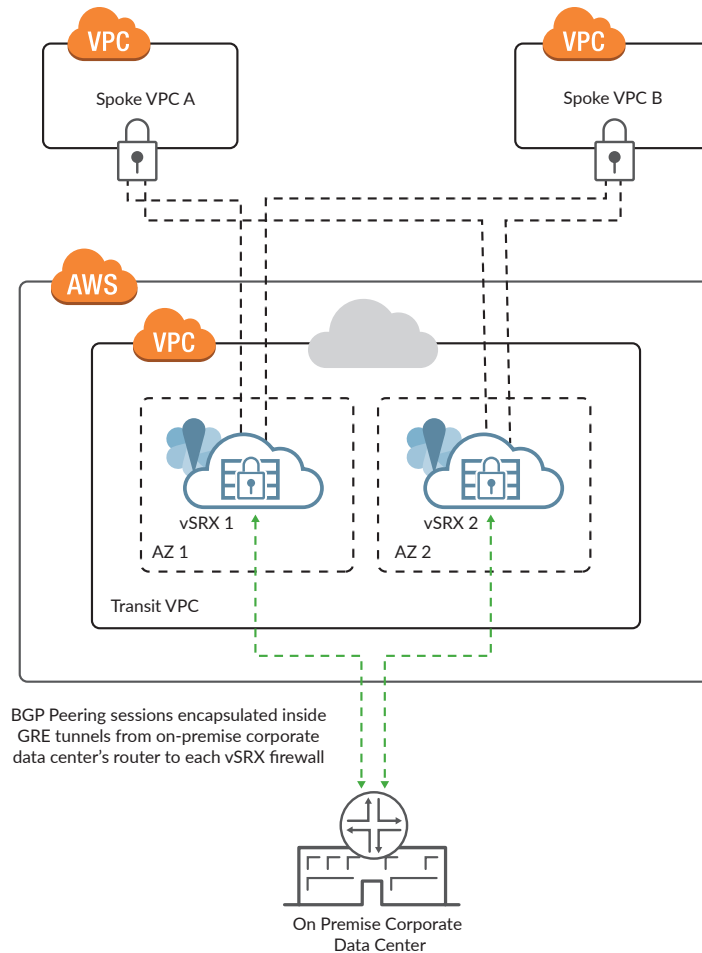 VPC
VPC
Spoke VPC A
Spoke VPC B
AWS
VPC
vSRX 1
vSRX 2
AZ 1
AZ 2
Transit VPC
BGP Peering sessions encapsulated inside
GRE tunnels from on-premise corporate
data center's router to each vSRX firewall
On Premise Corporate
Data Center